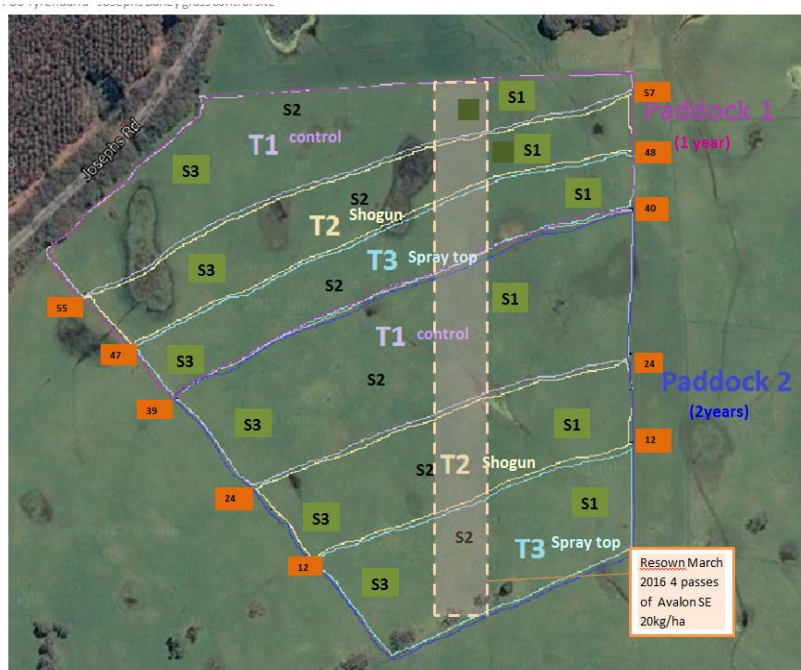 S1
57
Paddock 1
(1 year)
S2
T1 control
S3
S1
48
S2
T2 Shogun
S1
40
T3 Spray top
S3
S2
S1
55
T1 control
47
S3
24
S2
Paddock 2
(2years)
39
S3
S1
12
T2 Shogun
S2
24
S3
S1
S2
T3 Spray top
12
S3
Resown March
2016 4 passes
of Avalon SE
20kg/ha
Josephs Rd